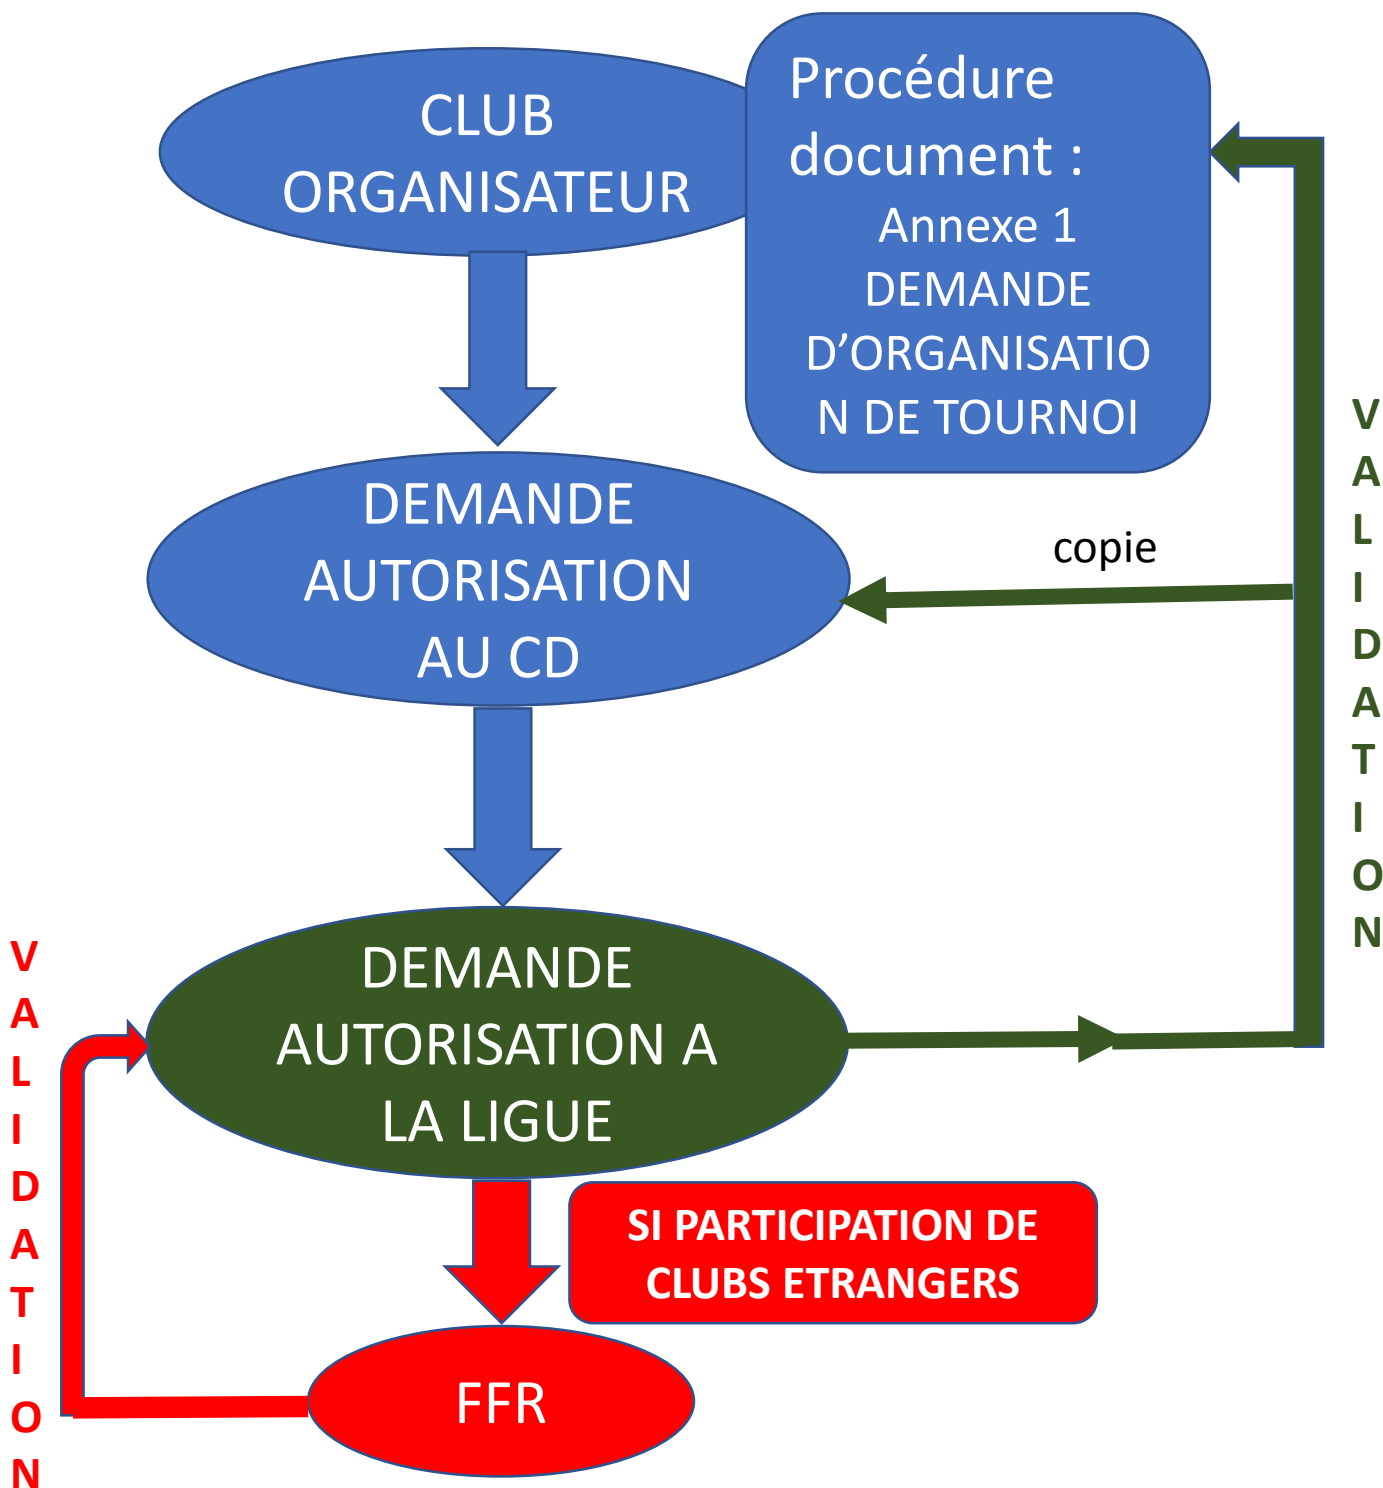 CLUB
ORGANISATEUR
Procédure
document :
Annexe 1
DEMANDE
D’ORGANISATIO
N DE TOURNOI
DEMANDE
AUTORISATION
AU CD
copie
V
A
L
I
D
A
T
I
O
N
DEMANDE
AUTORISATION A
LA LIGUE
SI PARTICIPATION DE
CLUBS ETRANGERS
FFR
V
A
L
I
D
A
T
I
O
N